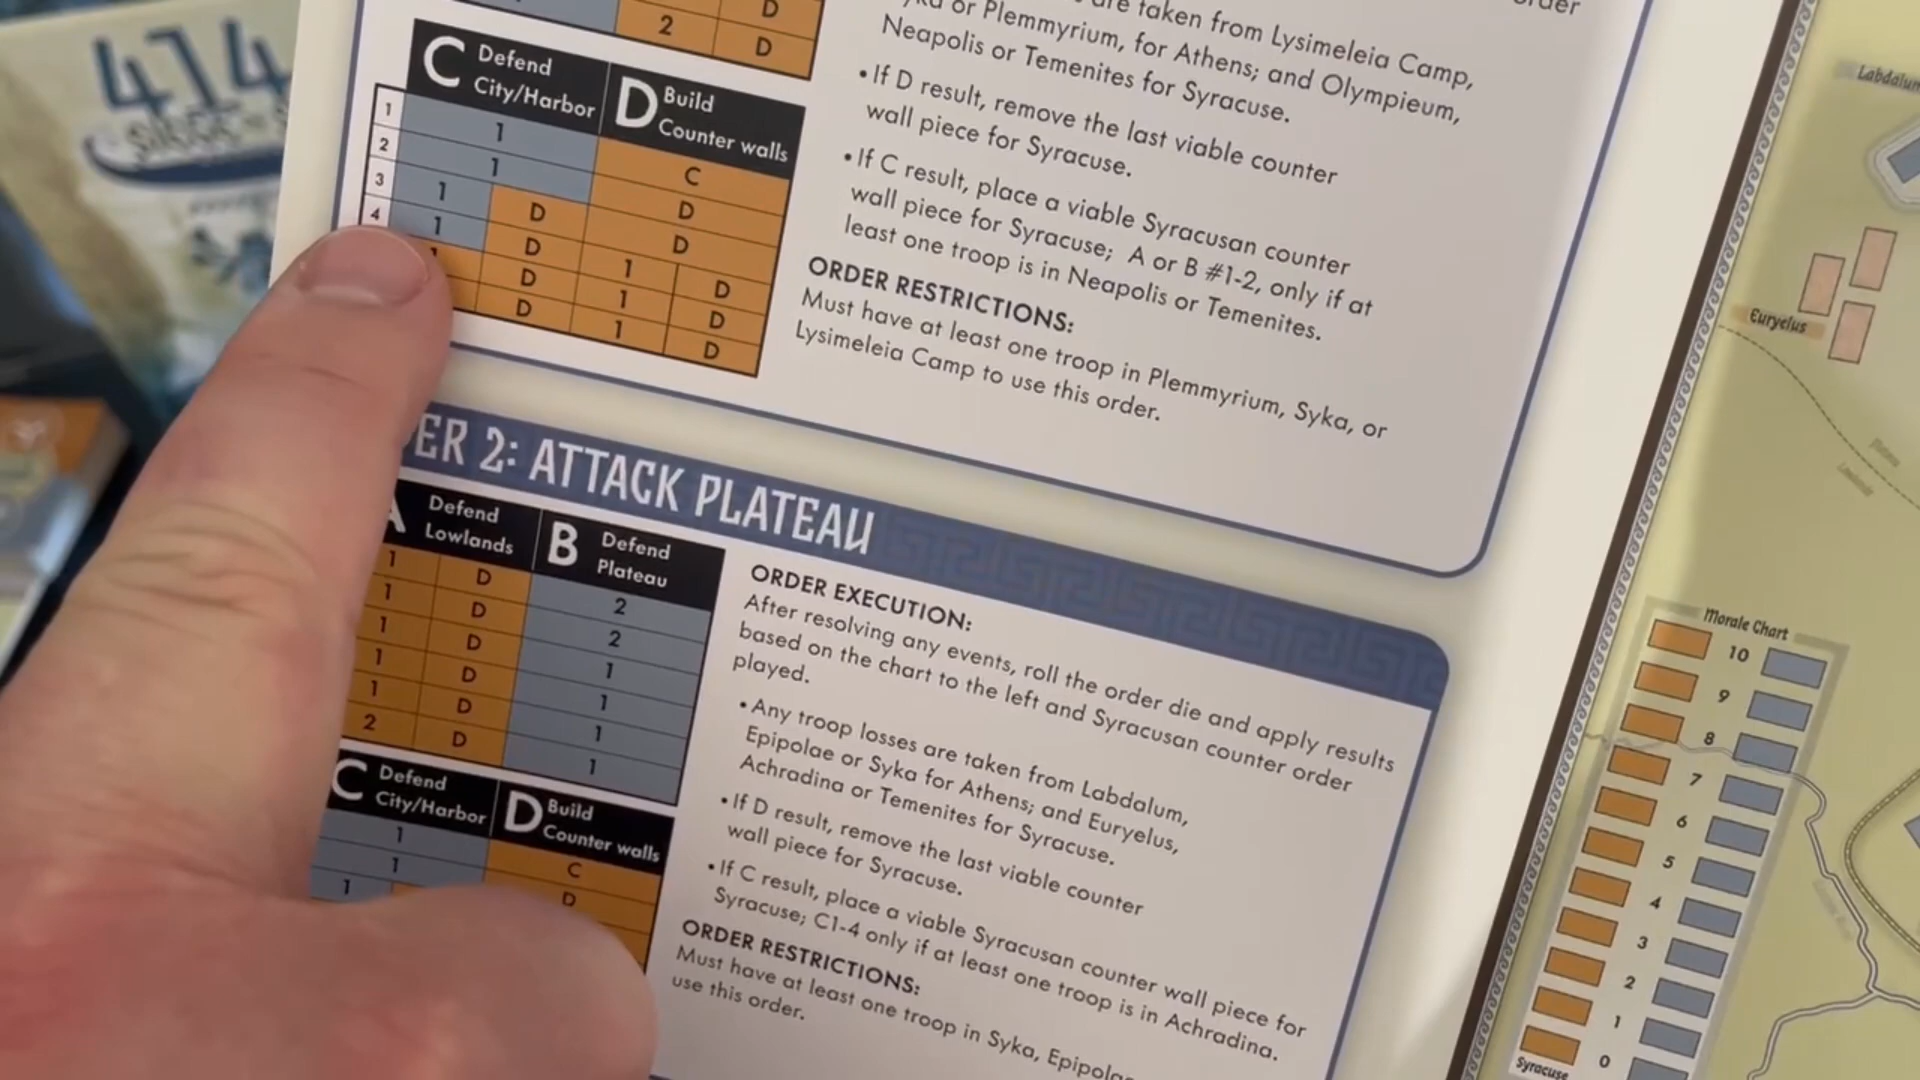 414
SIEGE
2 D
D
C Defend
City/Harbor
D Build
Counter walls
1 1 C
2 1 D
3 1 D D
4 1 D 1 D
D 1 D
D 1 D
order
are taken from Lysimeleia Camp,
or Plemmyrium, for Athens; and Olympieum,
Neapolis or Temenites for Syracuse.
• If D result, remove the last viable counter
wall piece for Syracuse.
• If C result, place a viable Syracusan counter
wall piece for Syracuse; A or B #1-2, only if at
least one troop is in Neapolis or Temenites.
ORDER RESTRICTIONS:
Must have at least one troop in Plemmyrium, Syka, or
Lysimeleia Camp to use this order.
ER 2: ATTACK PLATEAU
A Defend
Lowlands
B Defend
Plateau
1 D 2
1 D 2
1 D 1
1 D 1
1 D 1
2 D 1
C Defend
City/Harbor
D Build
Counter walls
1 C
1 D
1
ORDER EXECUTION:
After resolving any events, roll the order die and apply results
based on the chart to the left and Syracusan counter order
played.
• Any troop losses are taken from Labdalum,
Epipolae or Syka for Athens; and Euryelus,
Achradina or Temenites for Syracuse.
• If D result, remove the last viable counter
wall piece for Syracuse.
• If C result, place a viable Syracusan counter wall piece for
Syracuse; C1-4 only if at least one troop is in Achradina.
ORDER RESTRICTIONS:
Must have at least one troop in Syka,
use this order.
Labdalum
Euryelus
Morale Chart
10
9
8
7
6
5
4
3
2
1
0
Syracuse